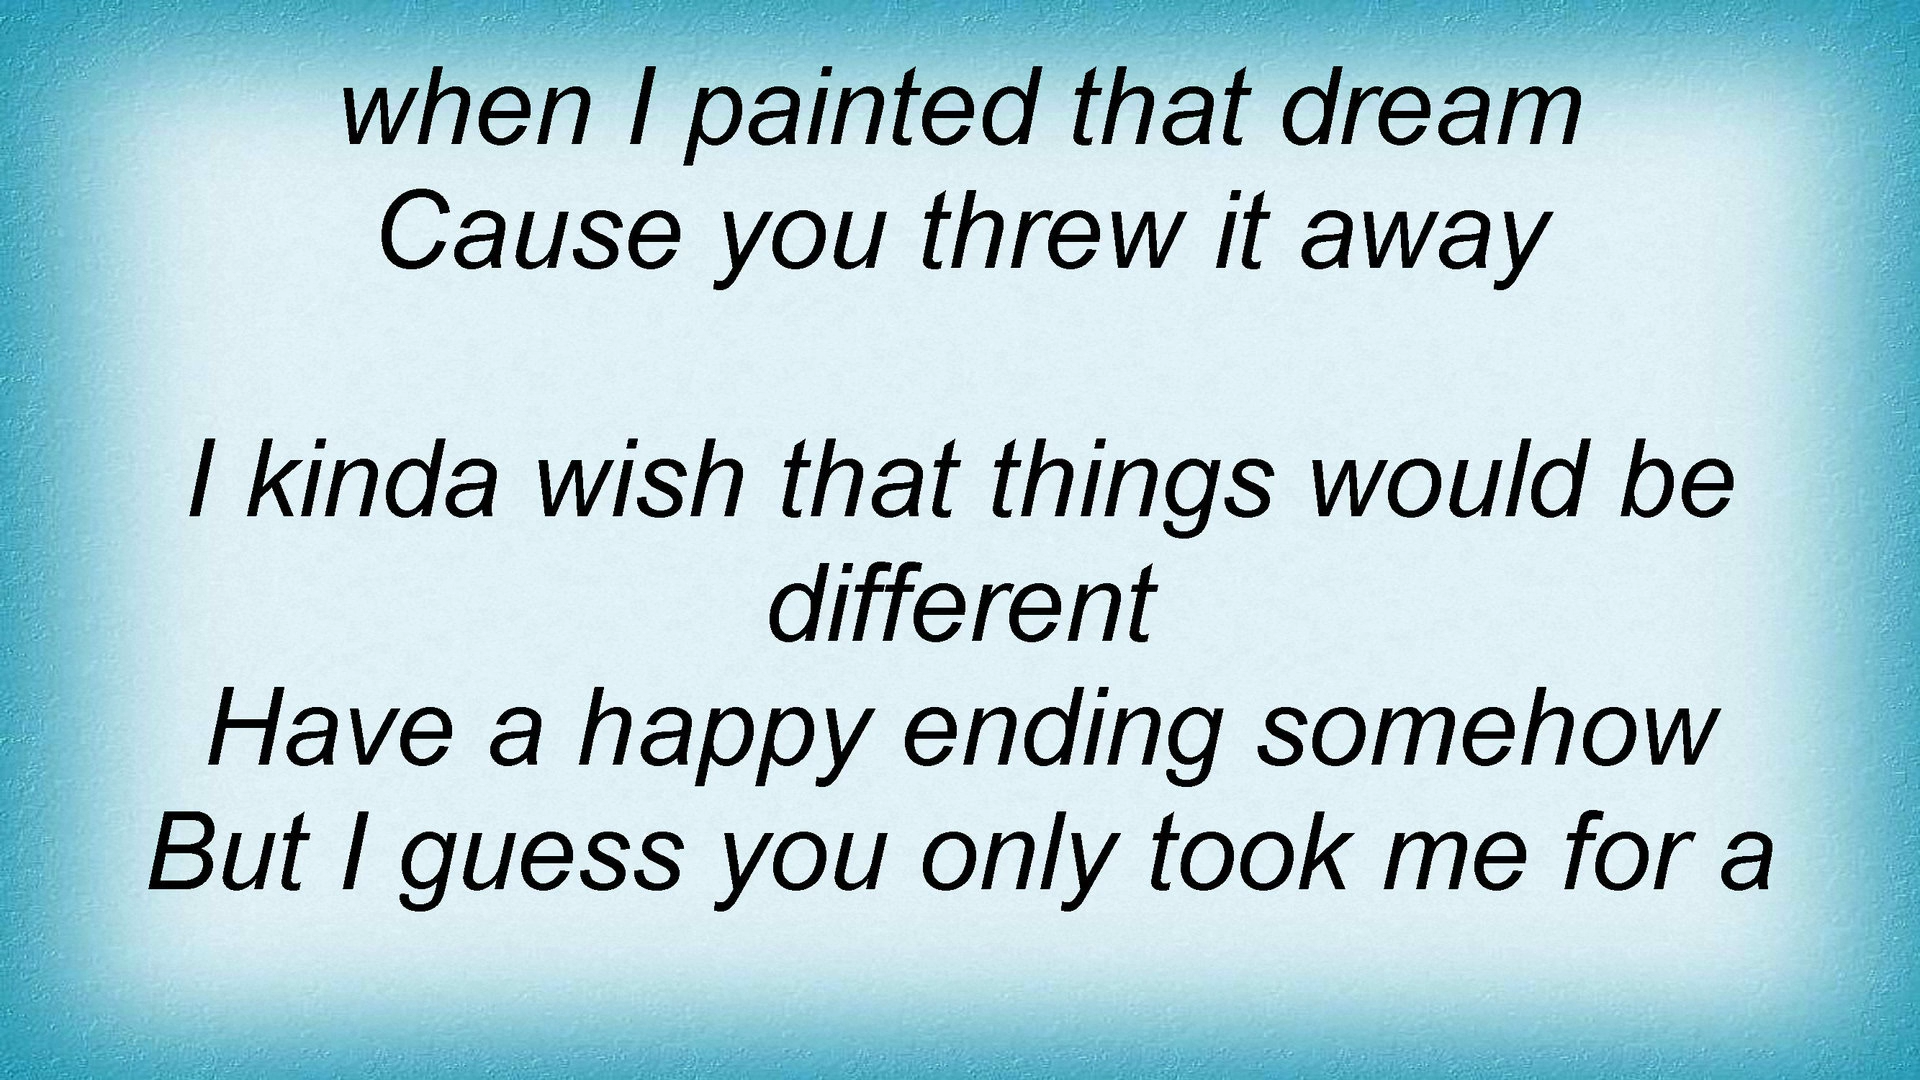 when I painted that dream
Cause you threw it away
I kinda wish that things would be
different
Have a happy ending somehow
But I guess you only took me for a